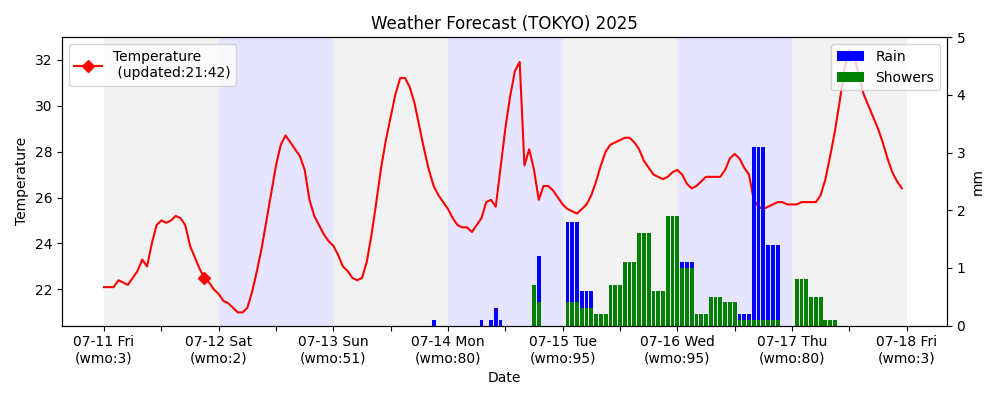 Weather Forecast (TOKYO) 2025
Temperature
(updated:21:42)
Rain
Showers
Temperature
32
30
28
26
24
22
5
4
3
2
1
0
mm
07-11 Fri
(wmo:3)
07-12 Sat
(wmo:2)
07-13 Sun
(wmo:51)
07-14 Mon
(wmo:80)
07-15 Tue
(wmo:95)
07-16 Wed
(wmo:95)
07-17 Thu
(wmo:80)
07-18 Fri
(wmo:3)
Date